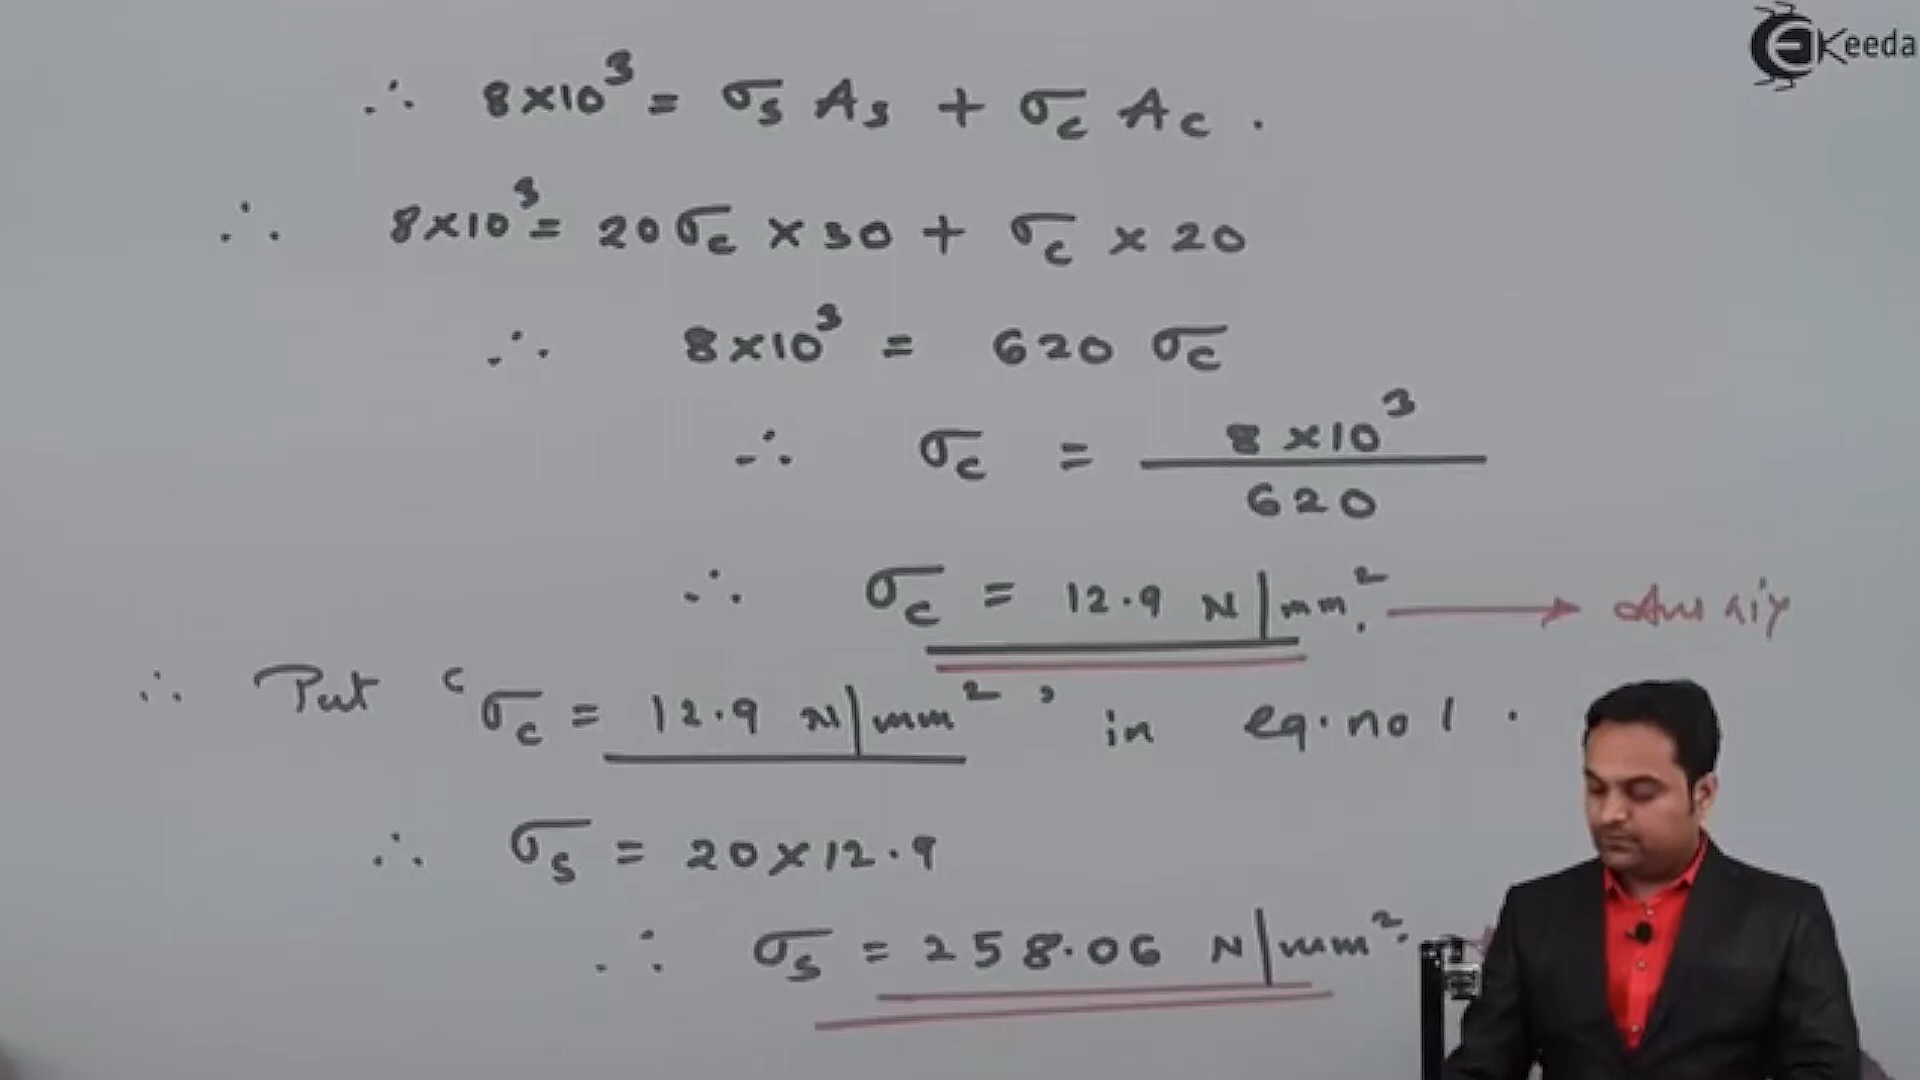 Ekeeda
∴ 8×10³ = σs As + σc Ac .
∴ 8×10³ = 20σc × 30 + σc × 20
∴ 8×10³ = 620 σc
∴ σc = 8×10³ / 620
∴ σc = 12.9 N/mm². → Ans
∴ Put ‘σc = 12.9 N/mm²’ in eq.no 1 .
∴ σs = 20×12.9
∴ σs = 258.06 N/mm².